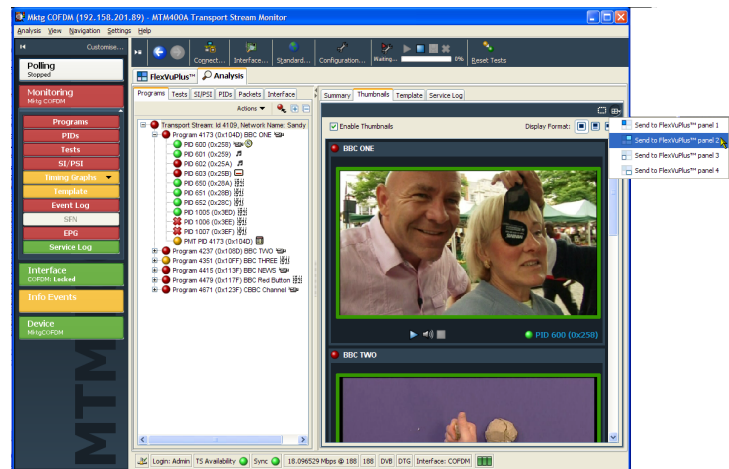 Mktg COFDM (192.158.201.89) - MTM400A Transport Stream Monitor
Analysis View Navigation Settings Help
Customise...
Polling
Stopped
Monitoring
Mktg COFDM
Programs
PIDs
Tests
SI/PSI
Timing Graphs
Template
Event Log
SFN
EPG
Service Log
Interface
COFDM: Locked
Info Events
Device
MktgCOFDM
MTM
Connect...
Interface...
Standard...
Configuration...
Waiting...
0%
Reset Tests
FlexVuPlus™
Analysis
Programs Tests SI/PSI PIDs Packets Interface
Actions
Transport Stream: Id 4109, Network Name: Sandy
Program 4173 (0x104D) BBC ONE
PID 600 (0x258)
PID 601 (0x259)
PID 602 (0x25A)
PID 603 (0x25B)
PID 650 (0x28A)
PID 651 (0x28B)
PID 652 (0x28C)
PID 1005 (0x3ED)
PID 1006 (0x3EE)
PID 1007 (0x3EF)
PMT PID 4173 (0x104D)
Program 4237 (0x108D) BBC TWO
Program 4351 (0x10FF) BBC THREE
Program 4415 (0x113F) BBC NEWS
Program 4479 (0x117F) BBC Red Button
Program 4671 (0x123F) CBBC Channel
Summary Thumbnails Template Service Log
Enable Thumbnails
Display Format:
BBC ONE
PID 600 (0x258)
BBC TWO
Send to FlexVuPlus™ panel 1
Send to FlexVuPlus™ panel 2
Send to FlexVuPlus™ panel 3
Send to FlexVuPlus™ panel 4
Login: Admin TS Availability Sync 18.096529 Mbps @ 188 188 DVB DTG Interface: COFDM